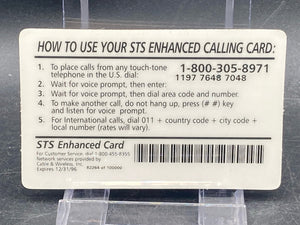 HOW TO USE YOUR STS ENHANCED CALLING CARD:
1. To place calls from any touch-tone 1-800-305-8971
telephone in the U.S. dial: 1197 7648 7048
2. Wait for voice prompt, then enter:
3. Wait for voice prompt, then dial area code and number.
4. To make another call, do not hang up, press (# #) key
and listen for voice prompt.
5. For International calls, dial 011 + country code + city code +
local number (rates will vary).
STS Enhanced Card
For Customer Service, dial 1-800-455-8355
Network services provided by
Cable & Wireless, Inc.
Expires 12/31/96 82264 of 100000